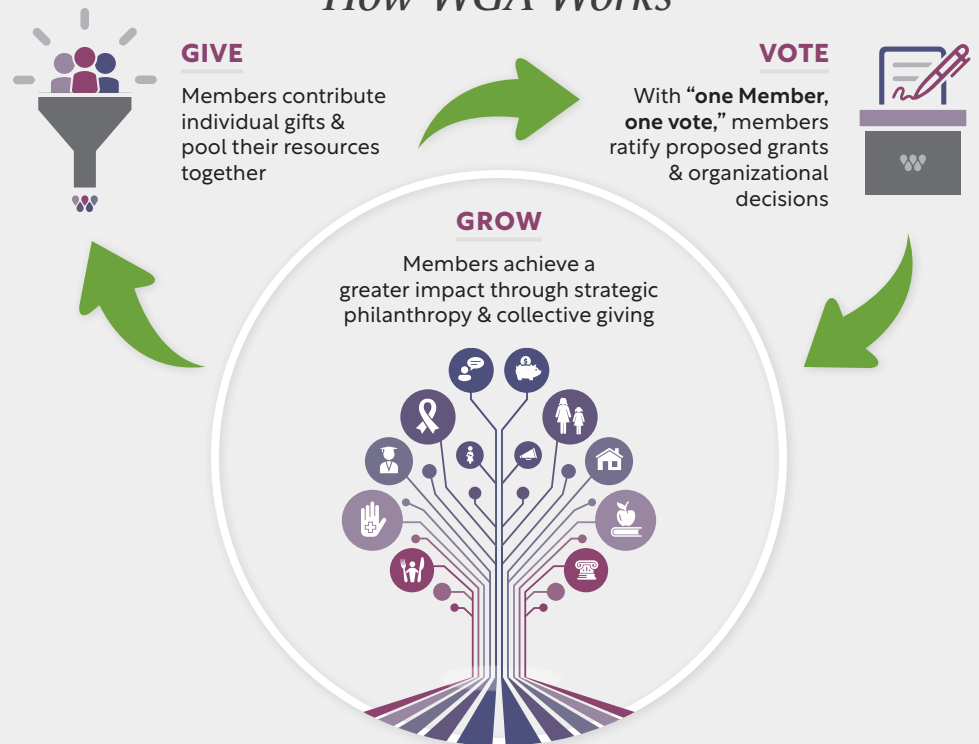 How WGA Works
GIVE
Members contribute
individual gifts &
pool their resources
together
VOTE
With “one Member,
one vote,” members
ratify proposed grants
& organizational
decisions
GROW
Members achieve a
greater impact through strategic
philanthropy & collective giving